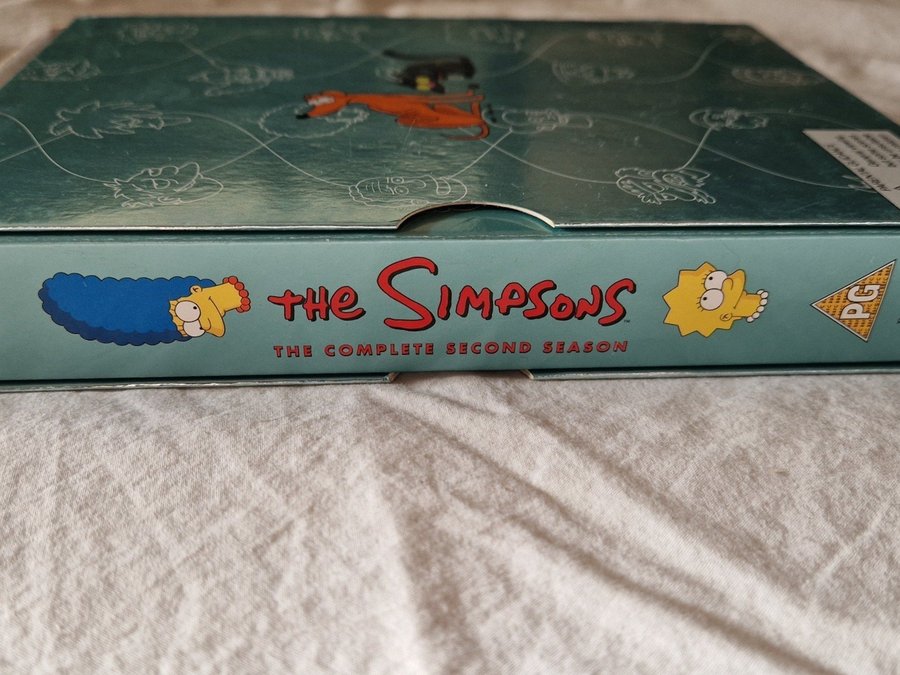 the Simpsons
THE COMPLETE SECOND SEASON
PG